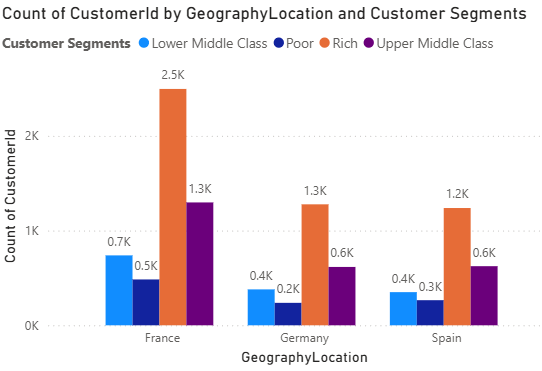 Count of CustomerId by GeographyLocation and Customer Segments
Customer Segments Lower Middle Class Poor Rich Upper Middle Class
2.5K
2K
1.3K
1.3K
1.2K
1K
0.7K
0.5K
0.6K
0.6K
0.4K
0.2K
0.4K
0.3K
0K
Count of CustomerId
France Germany Spain
GeographyLocation